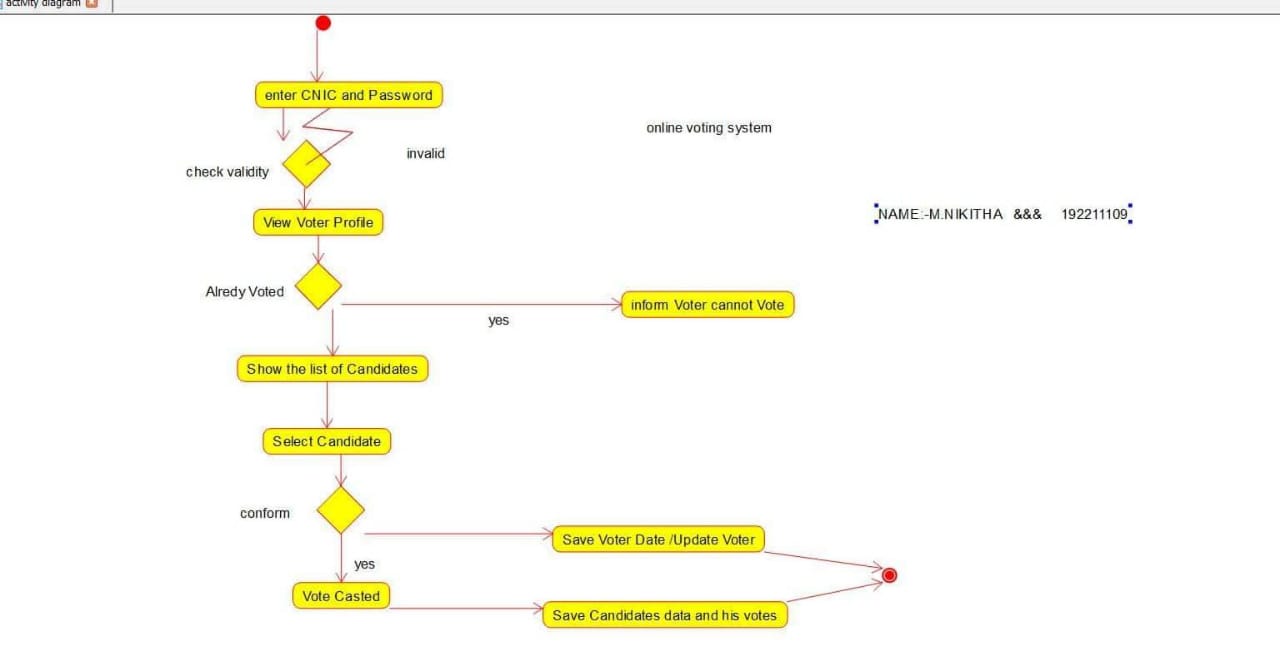 activity diagram
enter CNIC and Password
online voting system
invalid
check validity
NAME:-M.NIKITHA &&& 192211109
View Voter Profile
Alredy Voted
inform Voter cannot Vote
yes
Show the list of Candidates
Select Candidate
conform
Save Voter Date /Update Voter
yes
Vote Casted
Save Candidates data and his votes